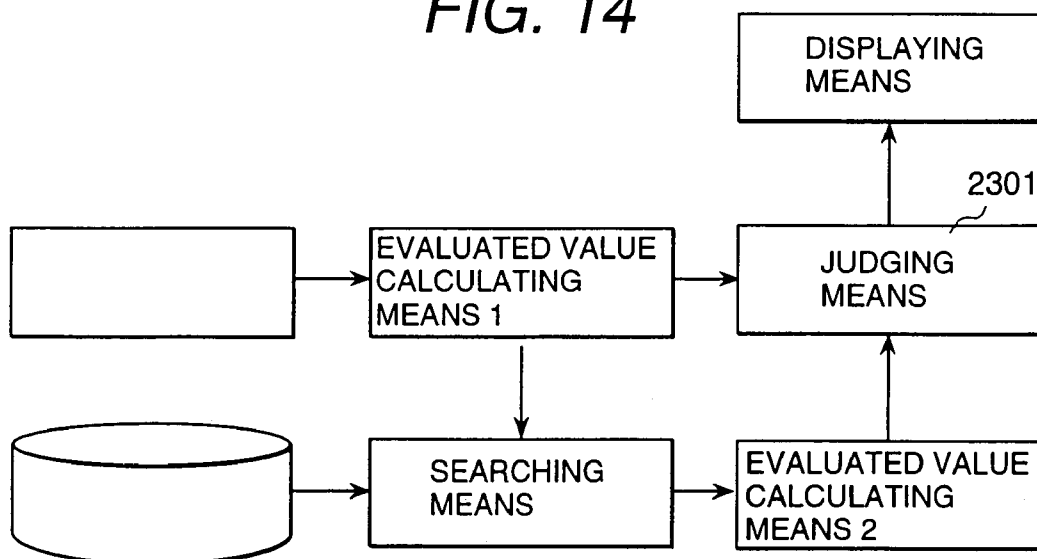 FIG. 14
DISPLAYING
MEANS
2301
EVALUATED VALUE
CALCULATING
MEANS 1
JUDGING
MEANS
SEARCHING
MEANS
EVALUATED VALUE
CALCULATING
MEANS 2